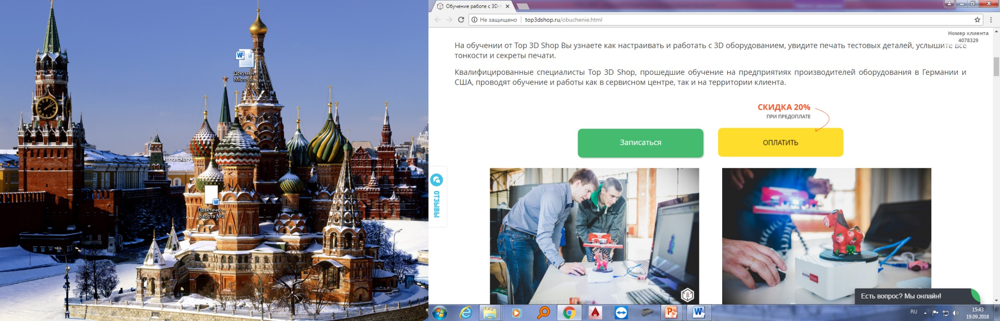 Документ
Microso...
Практичес...
работа №1
Обучение работе с 3D-т
Не защищено
top3dshop.ru/obuchenie.html
Номер клиента
4078329
На обучении от Top 3D Shop Вы узнаете как настраивать и работать с 3D оборудованием, увидите печать тестовых деталей, услышите все
тонкости и секреты печати.
Квалифицированные специалисты Top 3D Shop, прошедшие обучение на предприятиях производителей оборудования в Германии и
США, проводят обучение и работы как в сервисном центре, так и на территории клиента.
СКИДКА 20%
ПРИ ПРЕДОПЛАТЕ
Записаться
ОПЛАТИТЬ
ОТЗЫВЫ
Есть вопрос? Мы онлайн!
RU
15:43
19.09.2018